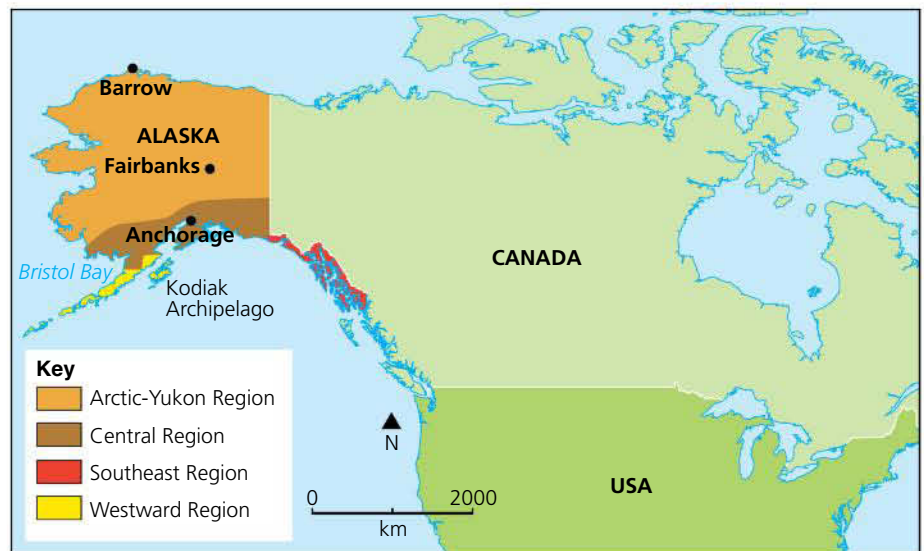 Barrow
ALASKA
Fairbanks
Anchorage
Bristol Bay
Kodiak
Archipelago
CANADA
USA
Key
Arctic-Yukon Region
Central Region
Southeast Region
Westward Region
N
0 2000
km